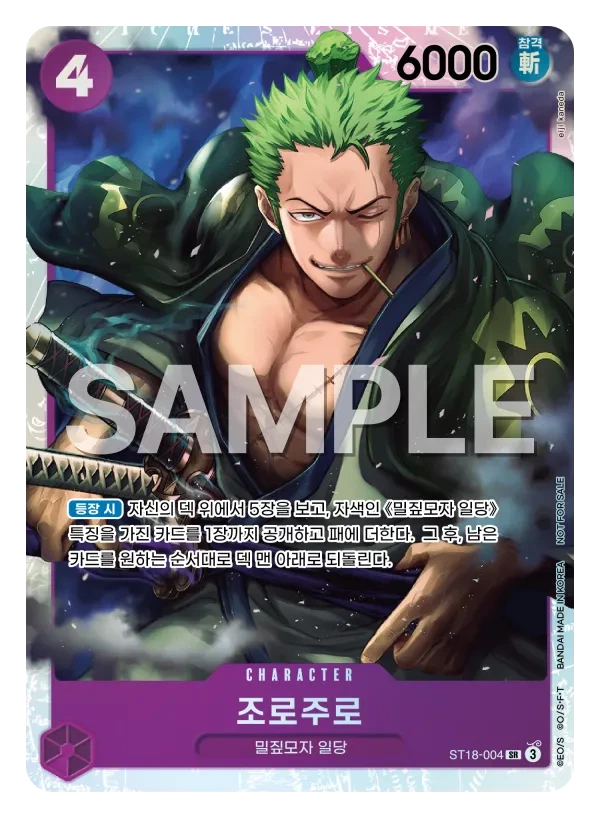 4
6000
참격
斬
eiji kaneda
SAMPLE
등장 시 자신의 덱 위에서 5장을 보고, 자색인 《밀짚모자 일당》
특징을 가진 카드를 1장까지 공개하고 패에 더한다. 그 후, 남은
카드를 원하는 순서대로 덱 맨 아래로 되돌린다.
©EO/S ©O/S·F·T BANDAI MADE IN KOREA NOT FOR SALE
CHARACTER
조로주로
밀짚모자 일당
ST18-004 SR 3